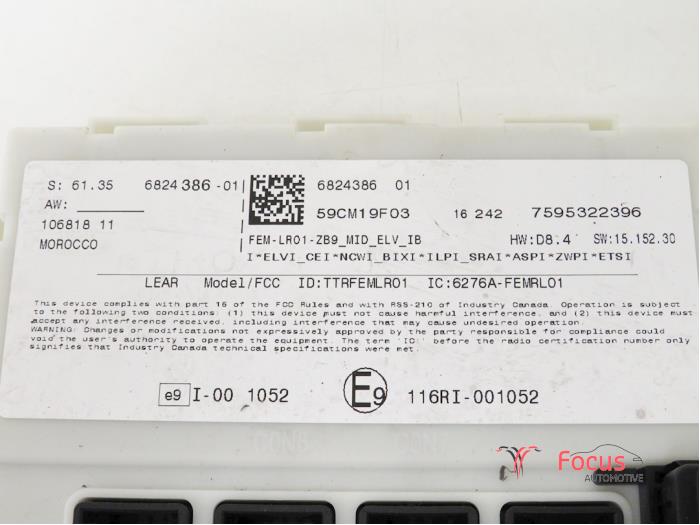 S: 61.35 6824386-01 6824386 01
AW:
59CM19F03 16 242 7595322396
106818 11
MOROCCO
FEM-LR01-ZB9_MID_ELV_IB HW:D8.4 SW:15.152.30
I*ELVI_CEI*NCWI_BIXI*ILPI_SRAI*ASPI*ZWPI*ETSI
LEAR Model/FCC ID:TTRFEMLR01 IC:6276A-FEMRL01
This device complies with part 15 of the FCC Rules and with RSS-210 of Industry Canada. Operation is subject
to the following two conditions: (1) this device must not cause harmful interference, and (2) this device must
accept any interference received, including interference that may cause undesired operation.
WARNING: Changes or modifications not expressively approved by the party responsible for compliance could
void the user's authority to operate the equipment. The term 'IC:' before the radio certification number only
signifies that Industry Canada technical specifications were met.
e9 I-00 1052 E9 116RI-001052
Focus
AUTOMOTIVE